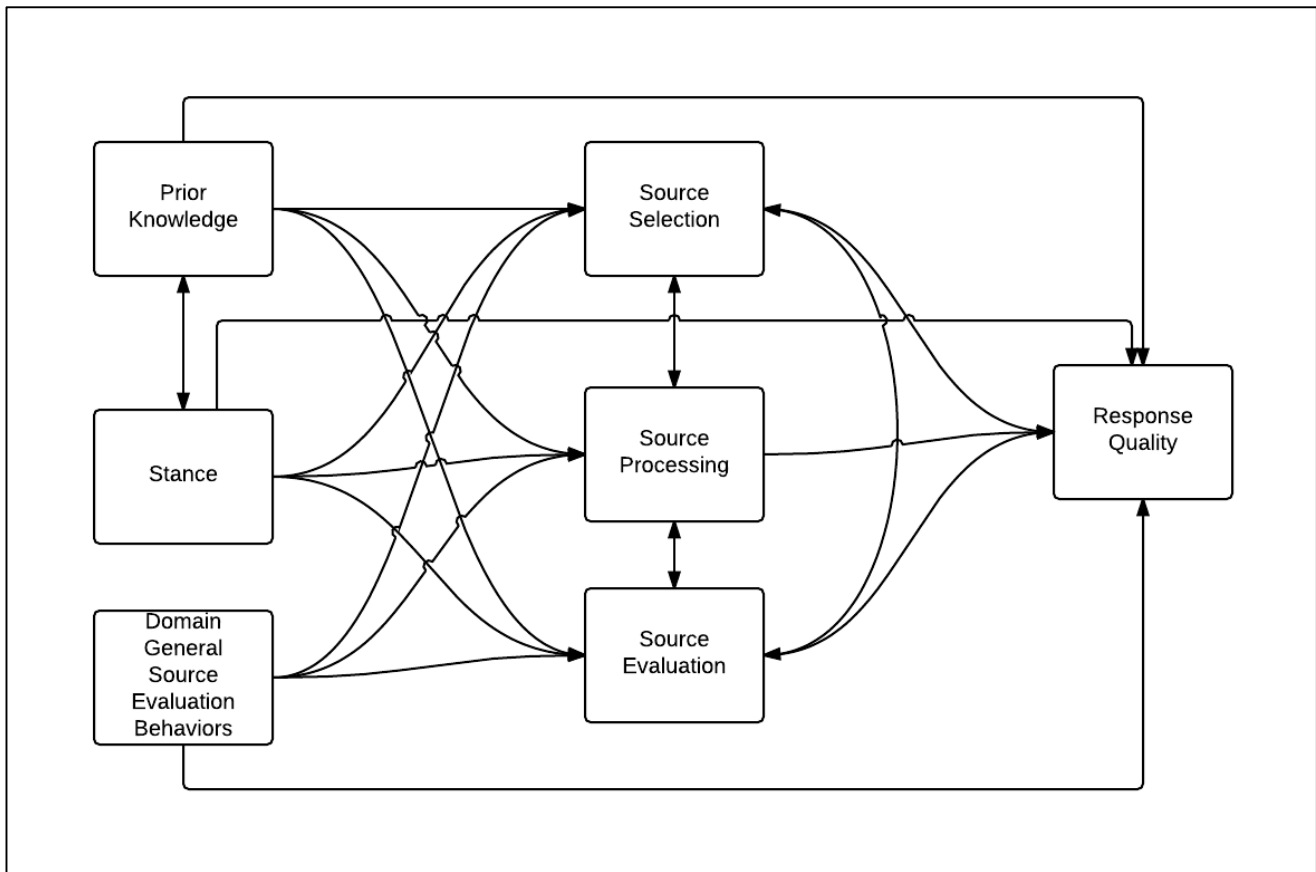 Prior
Knowledge
Source
Selection
Stance
Source
Processing
Response
Quality
Domain
General
Source
Evaluation
Behaviors
Source
Evaluation